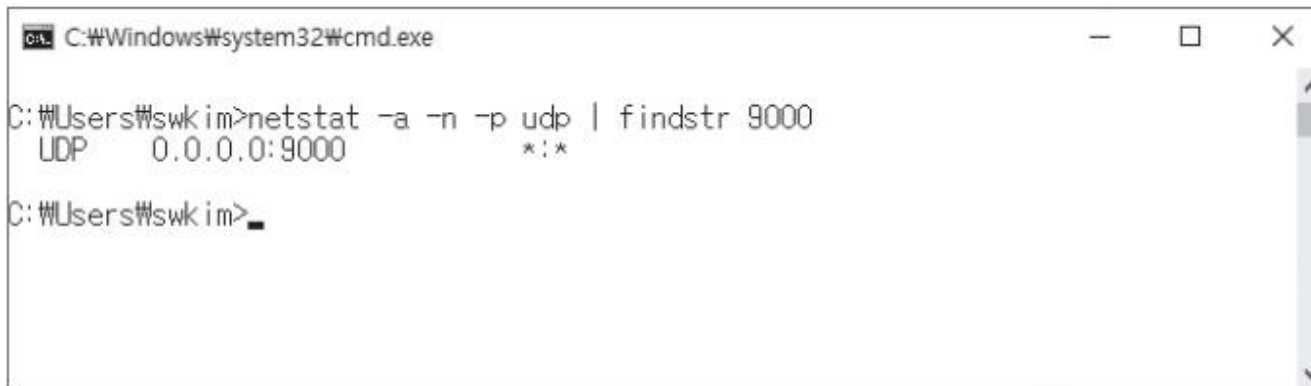 C:₩Windows₩system32₩cmd.exe
C:₩Users₩swkim>netstat -a -n -p udp | findstr 9000
UDP 0.0.0.0:9000 *:*
C:₩Users₩swkim>